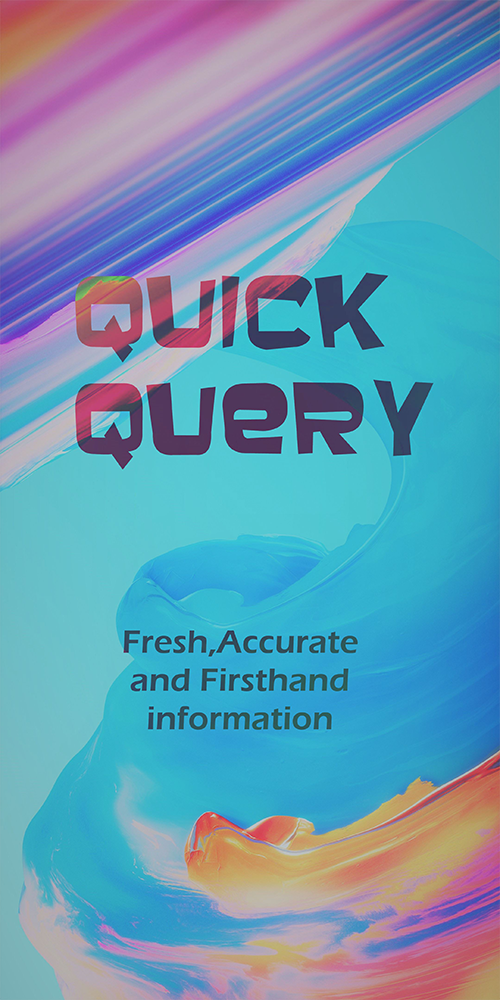 QUICK
QUeRY
Fresh,Accurate
and Firsthand
information